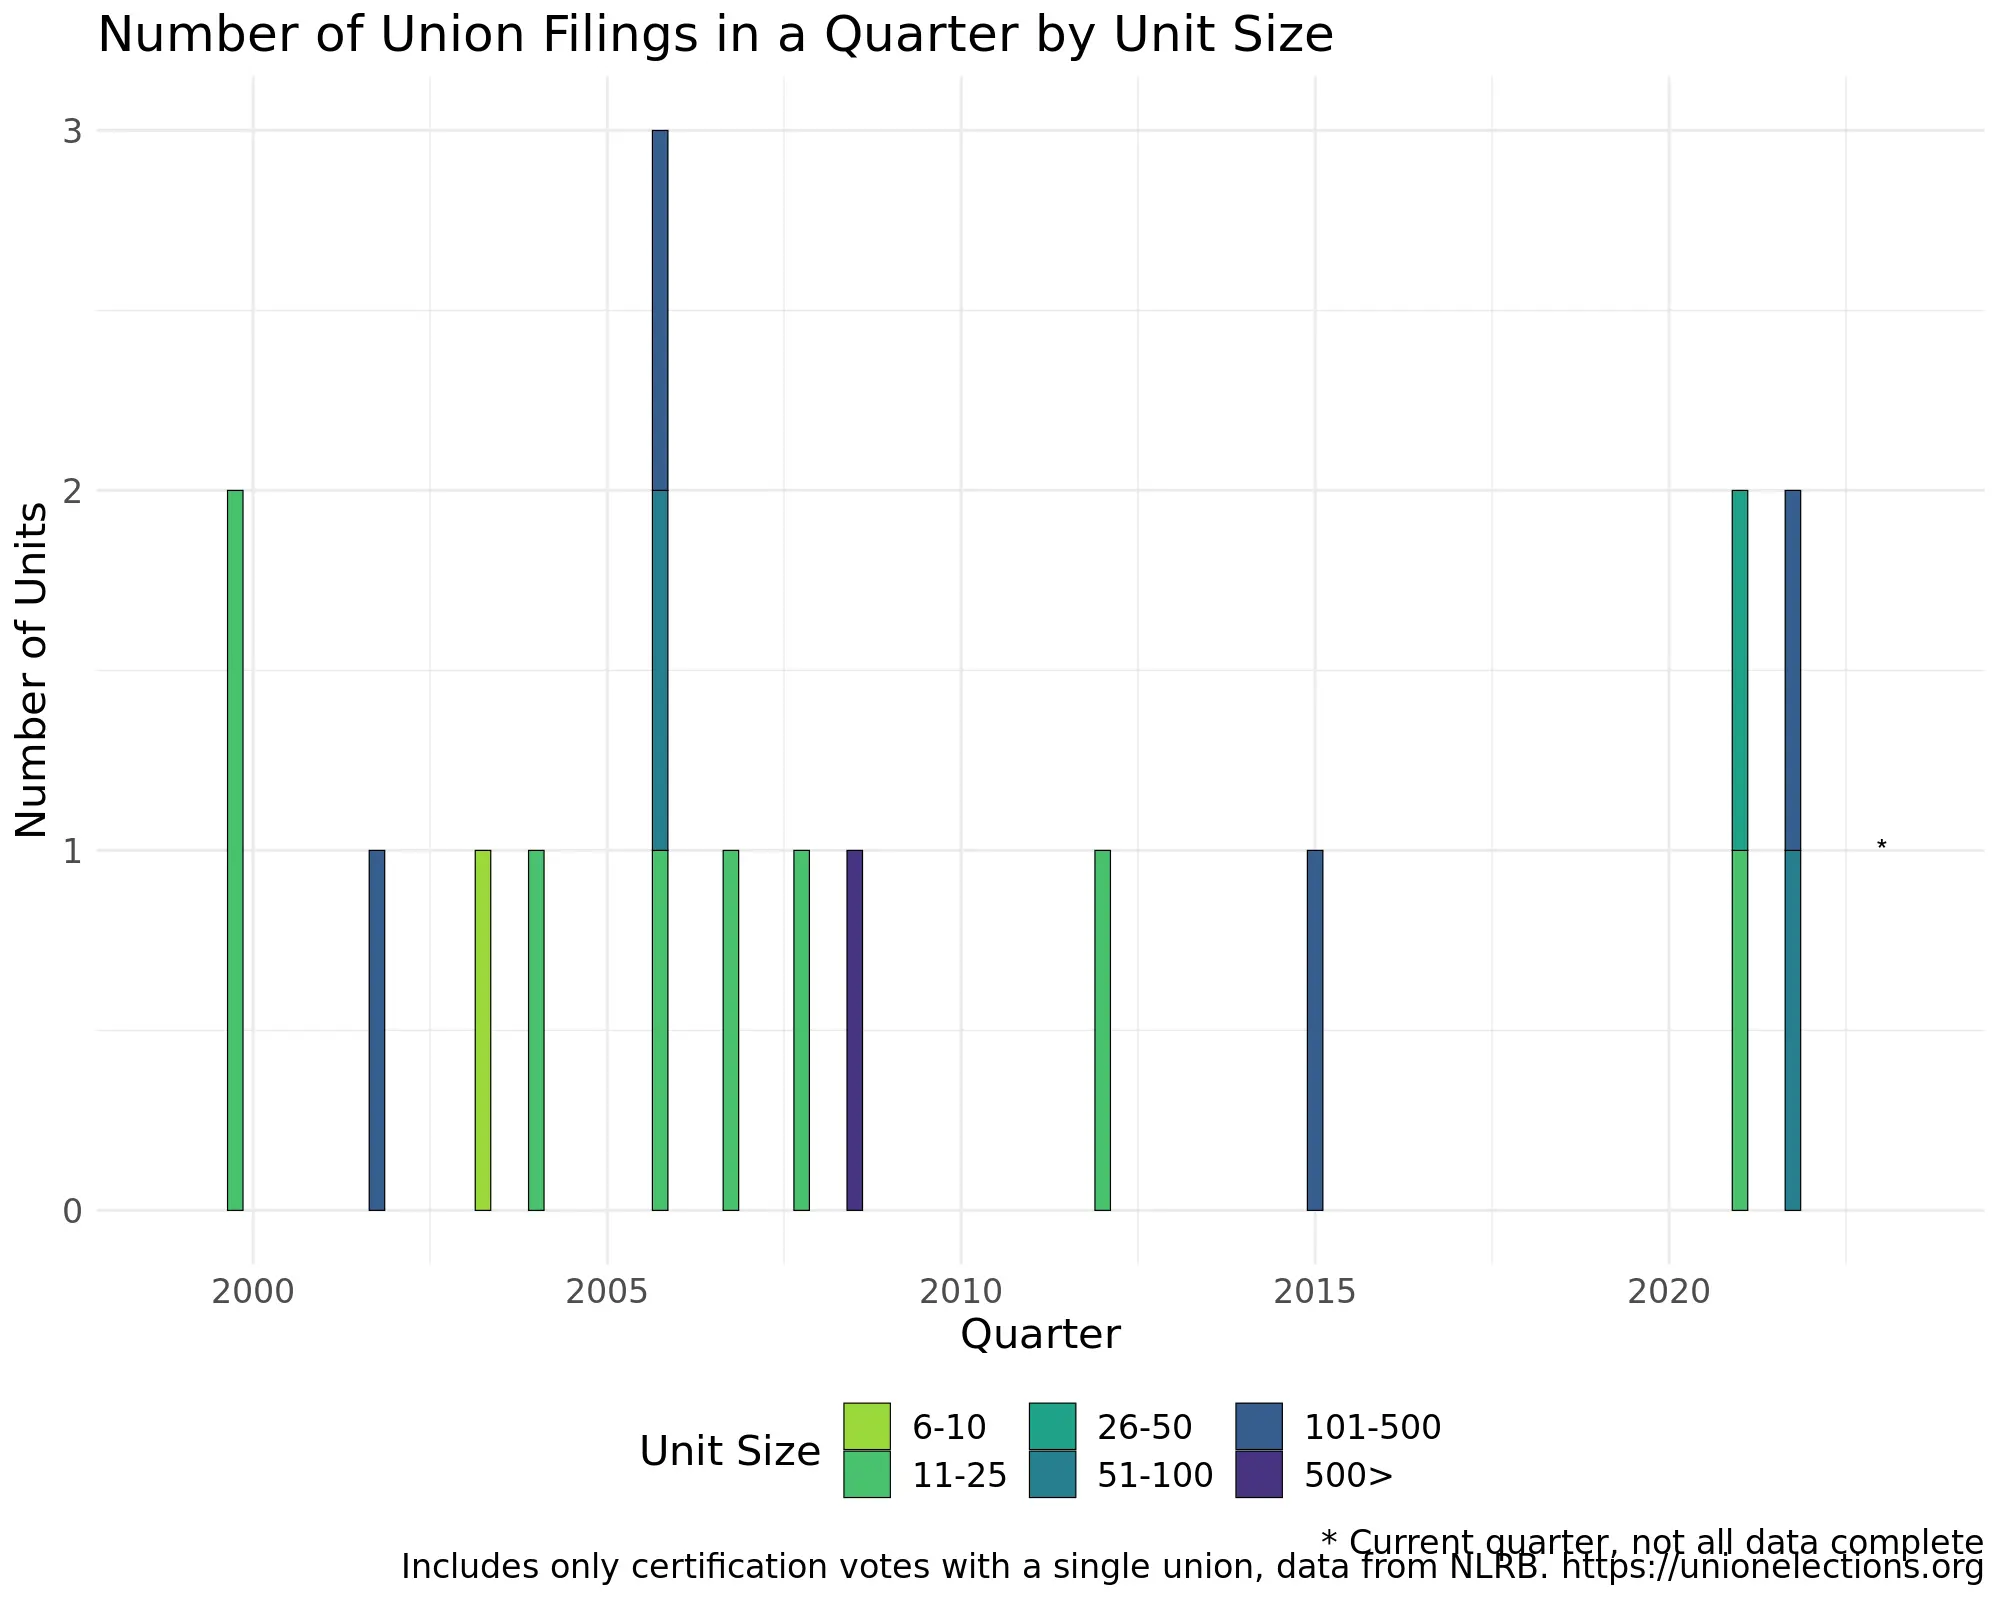 Number of Union Filings in a Quarter by Unit Size
Number of Units
3
2
1
0
*
2000 2005 2010 2015 2020
Quarter
Unit Size
6-10 26-50 101-500
11-25 51-100 500>
* Current quarter, not all data complete
Includes only certification votes with a single union, data from NLRB. https://unionelections.org